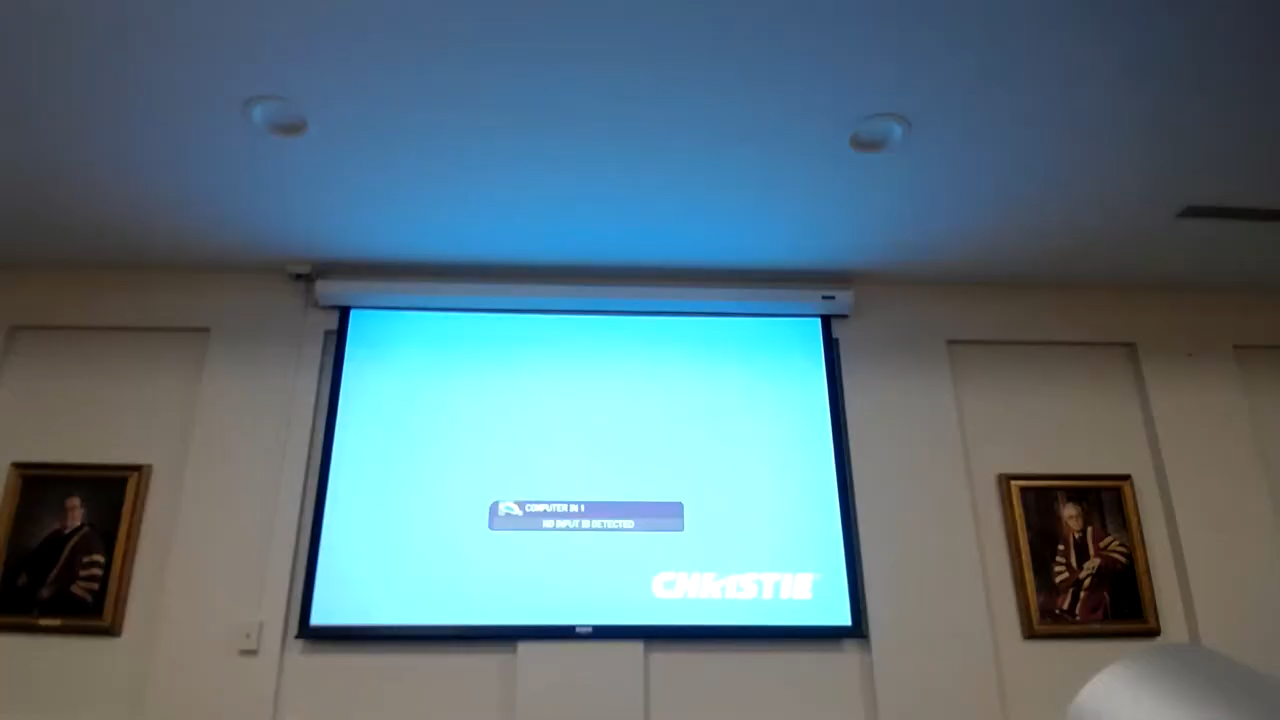 COMPUTER IN 1
NO INPUT IS DETECTED
CHRISTIE